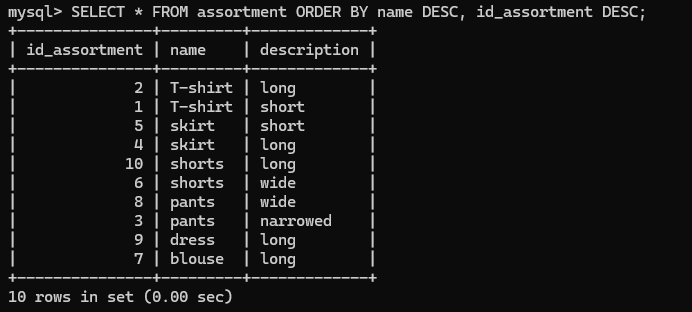 mysql> SELECT * FROM assortment ORDER BY name DESC, id_assortment DESC;
+---------------+---------+-------------+
| id_assortment | name    | description |
+---------------+---------+-------------+
|             2 | T-shirt | long        |
|             1 | T-shirt | short       |
|             5 | skirt   | short       |
|             4 | skirt   | long        |
|            10 | shorts  | long        |
|             6 | shorts  | wide        |
|             8 | pants   | wide        |
|             3 | pants   | narrowed    |
|             9 | dress   | long        |
|             7 | blouse  | long        |
+---------------+---------+-------------+
10 rows in set (0.00 sec)